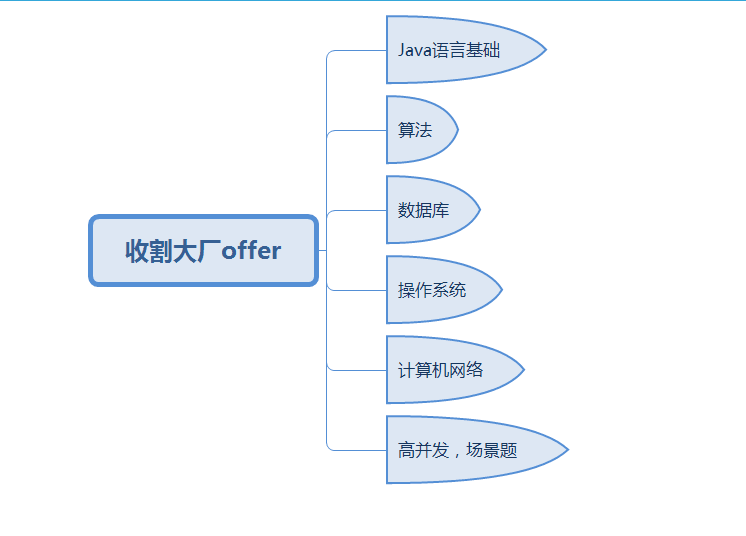 收割大厂offer
Java语言基础
算法
数据库
操作系统
计算机网络
高并发，场景题